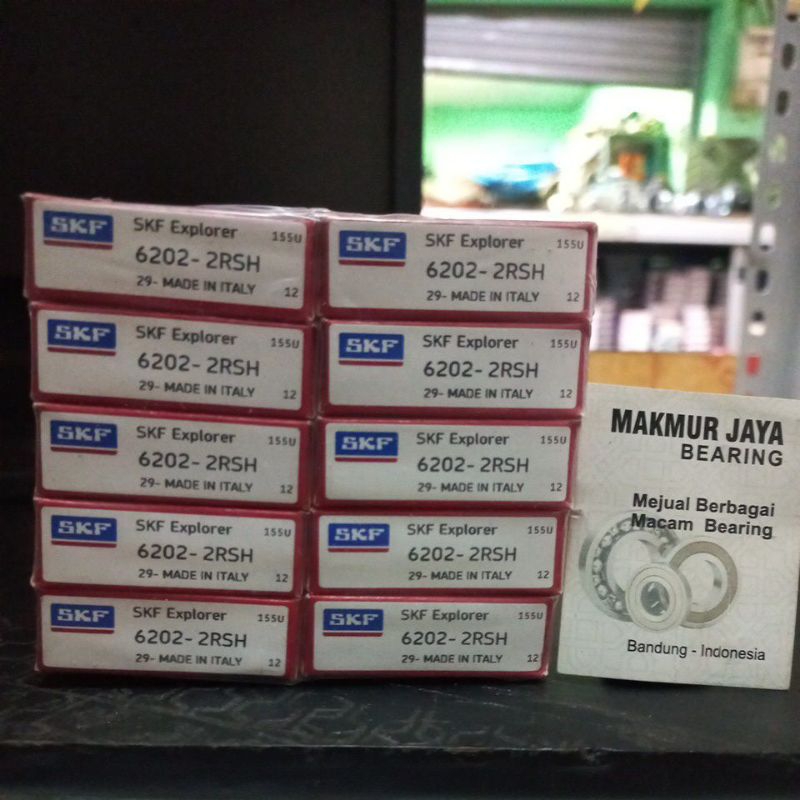 SKF
SKF Explorer
155U
6202-2RSH
29- MADE IN ITALY
12
SKF
SKF Explorer
155U
6202-2RSH
29- MADE IN ITALY
12
SKF
SKF Explorer
155U
6202-2RSH
29- MADE IN ITALY
12
SKF
SKF Explorer
155U
6202-2RSH
29- MADE IN ITALY
12
SKF
SKF Explorer
155U
6202-2RSH
29- MADE IN ITALY
12
SKF
SKF Explorer
155U
6202-2RSH
29- MADE IN ITALY
12
SKF
SKF Explorer
155U
6202-2RSH
29- MADE IN ITALY
12
SKF
SKF Explorer
155U
6202-2RSH
29- MADE IN ITALY
12
SKF
SKF Explorer
155U
6202-2RSH
29- MADE IN ITALY
12
SKF
SKF Explorer
155U
6202-2RSH
29- MADE IN ITALY
12
MAKMUR JAYA
BEARING
Mejual Berbagai
Macam Bearing
Bandung - Indonesia